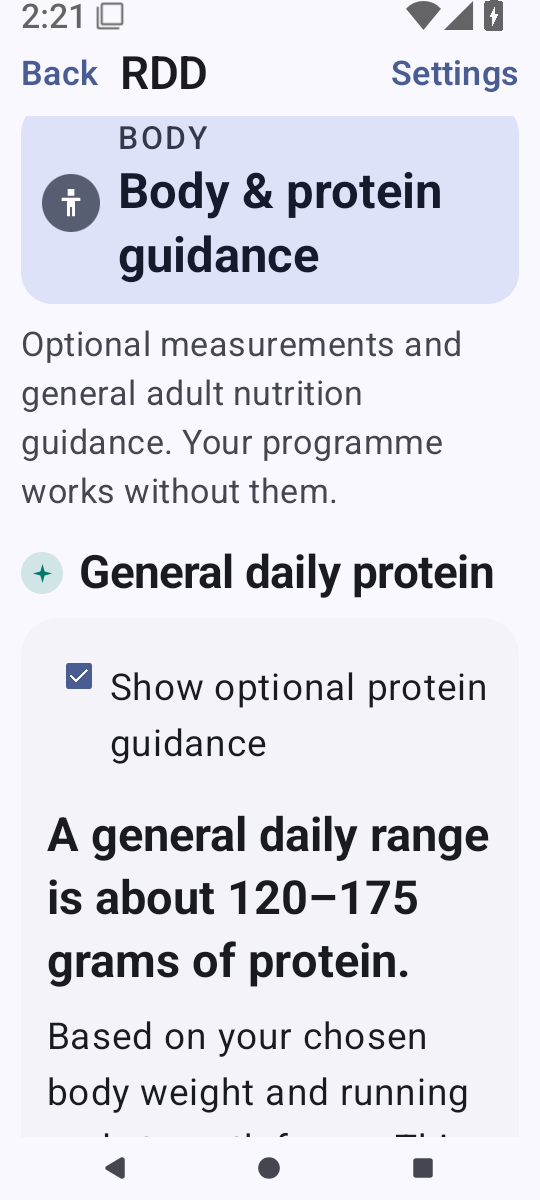 2:21
Back RDD Settings
BODY
Body & protein
guidance
Optional measurements and
general adult nutrition
guidance. Your programme
works without them.
General daily protein
Show optional protein
guidance
A general daily range
is about 120–175
grams of protein.
Based on your chosen
body weight and running